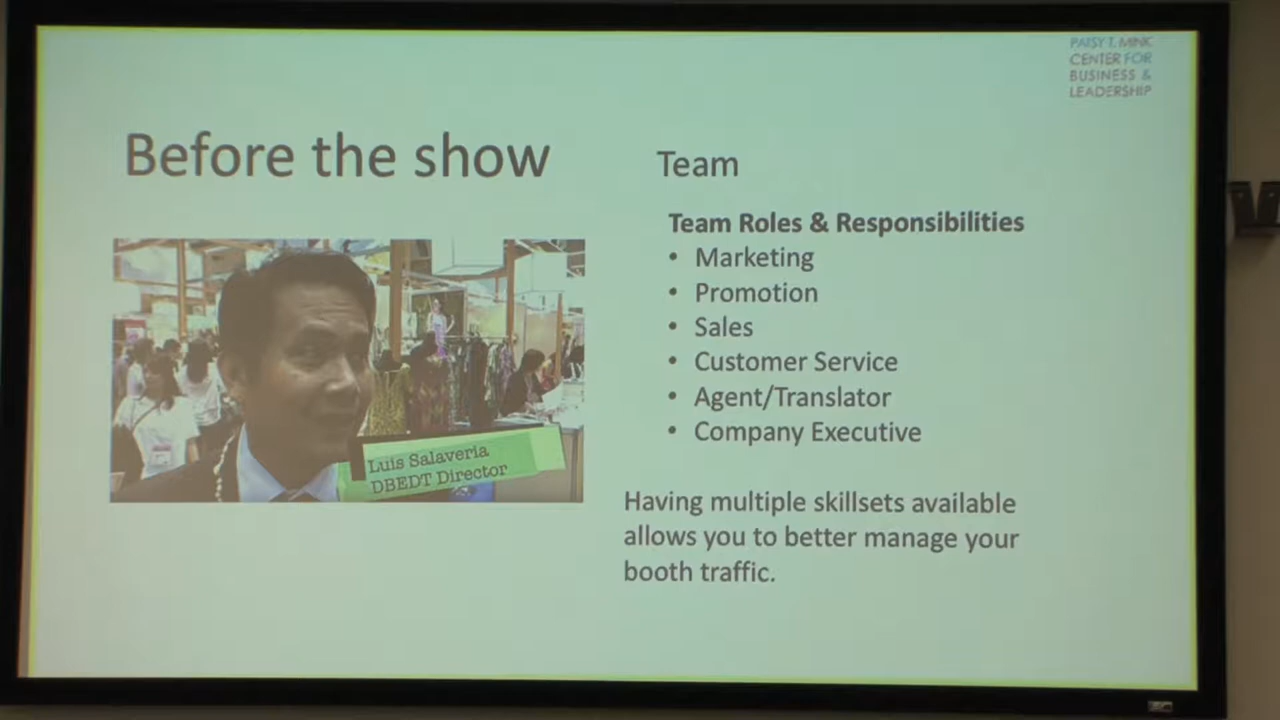 PATSY T. MINK
CENTER FOR
BUSINESS &
LEADERSHIP
Before the show
Team
Team Roles & Responsibilities
• Marketing
• Promotion
• Sales
• Customer Service
• Agent/Translator
• Company Executive
Luis Salaveria
DBEDT Director
Having multiple skillsets available
allows you to better manage your
booth traffic.